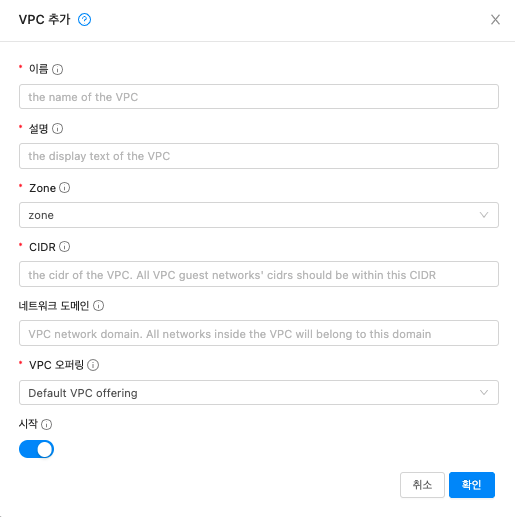 VPC 추가
* 이름
the name of the VPC
* 설명
the display text of the VPC
* Zone
zone
* CIDR
the cidr of the VPC. All VPC guest networks' cidrs should be within this CIDR
네트워크 도메인
VPC network domain. All networks inside the VPC will belong to this domain
* VPC 오퍼링
Default VPC offering
시작
취소 확인